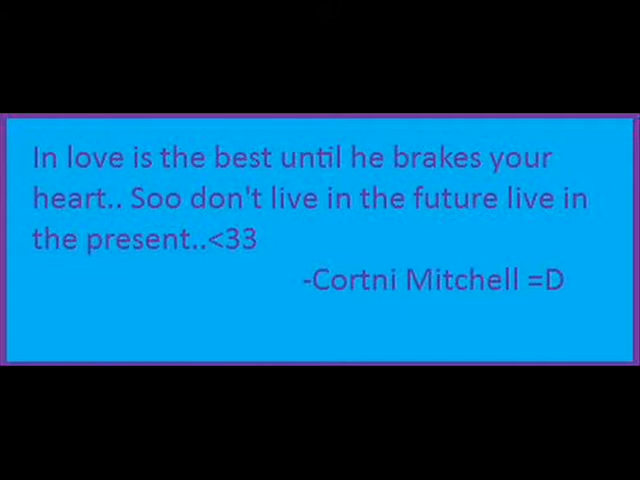 In love is the best until he brakes your
heart.. Soo don't live in the future live in
the present..<33
-Cortni Mitchell =D